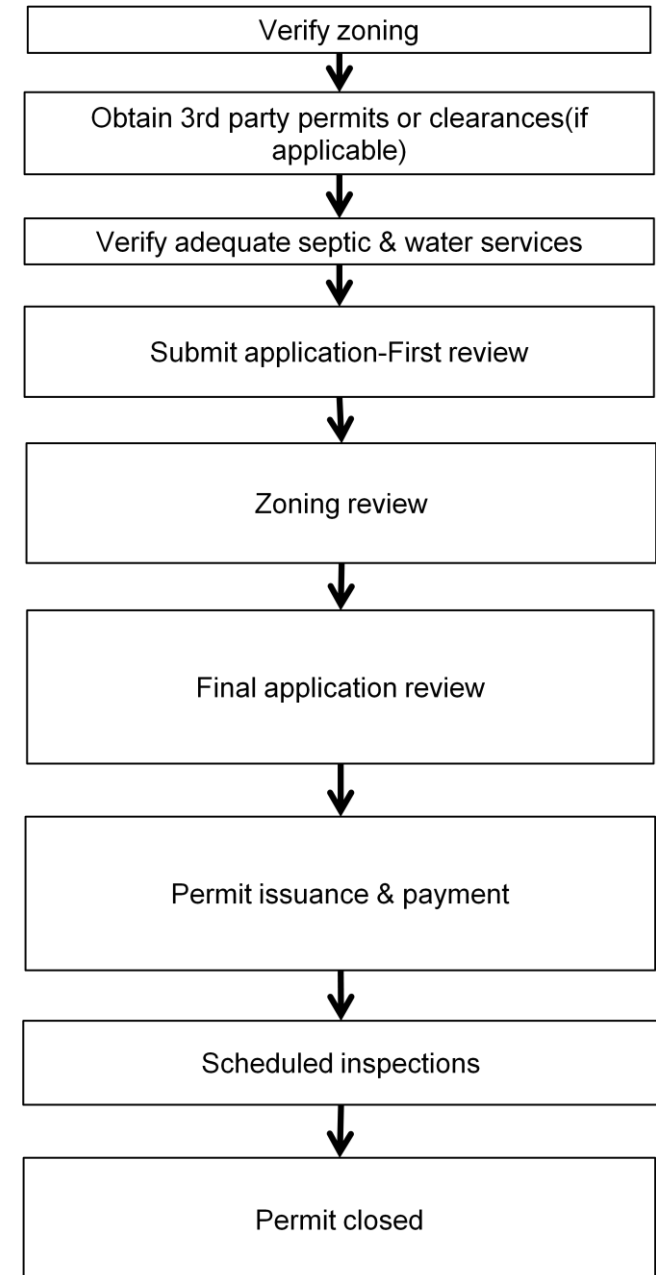 Verify zoning
Obtain 3rd party permits or clearances(if
applicable)
Verify adequate septic & water services
Submit application-First review
Zoning review
Final application review
Permit issuance & payment
Scheduled inspections
Permit closed